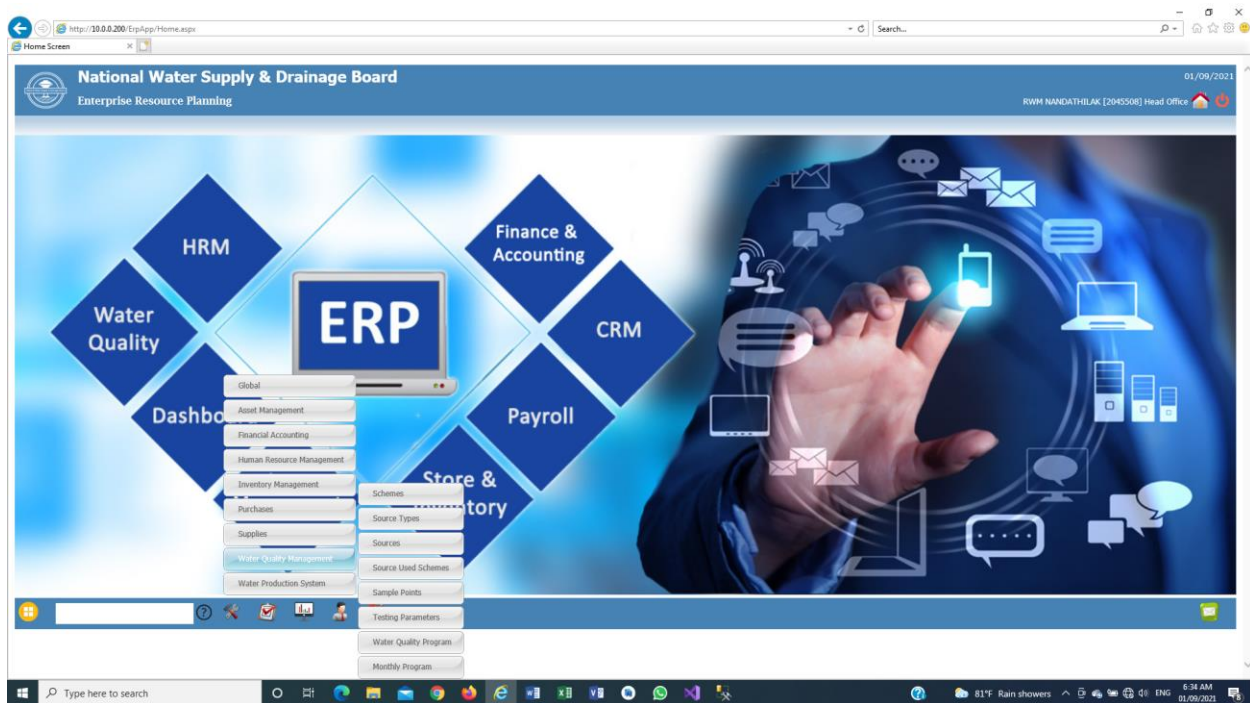 http://10.0.0.200/ErpApp/Home.aspx
Search...
Home Screen
National Water Supply & Drainage Board
01/09/2021
Enterprise Resource Planning
RWM NANDATHILAK [2045508] Head Office
HRM
Finance &
Accounting
Water
Quality
ERP
CRM
Dashbo
Payroll
Store &
ntory
Global
Asset Management
Financial Accounting
Human Resource Management
Inventory Management
Purchases
Supplies
Water Quality Management
Water Production System
Schemes
Source Types
Sources
Source Used Schemes
Sample Points
Testing Parameters
Water Quality Program
Monthly Program
Type here to search
81°F Rain showers
ENG
6:34 AM
01/09/2021